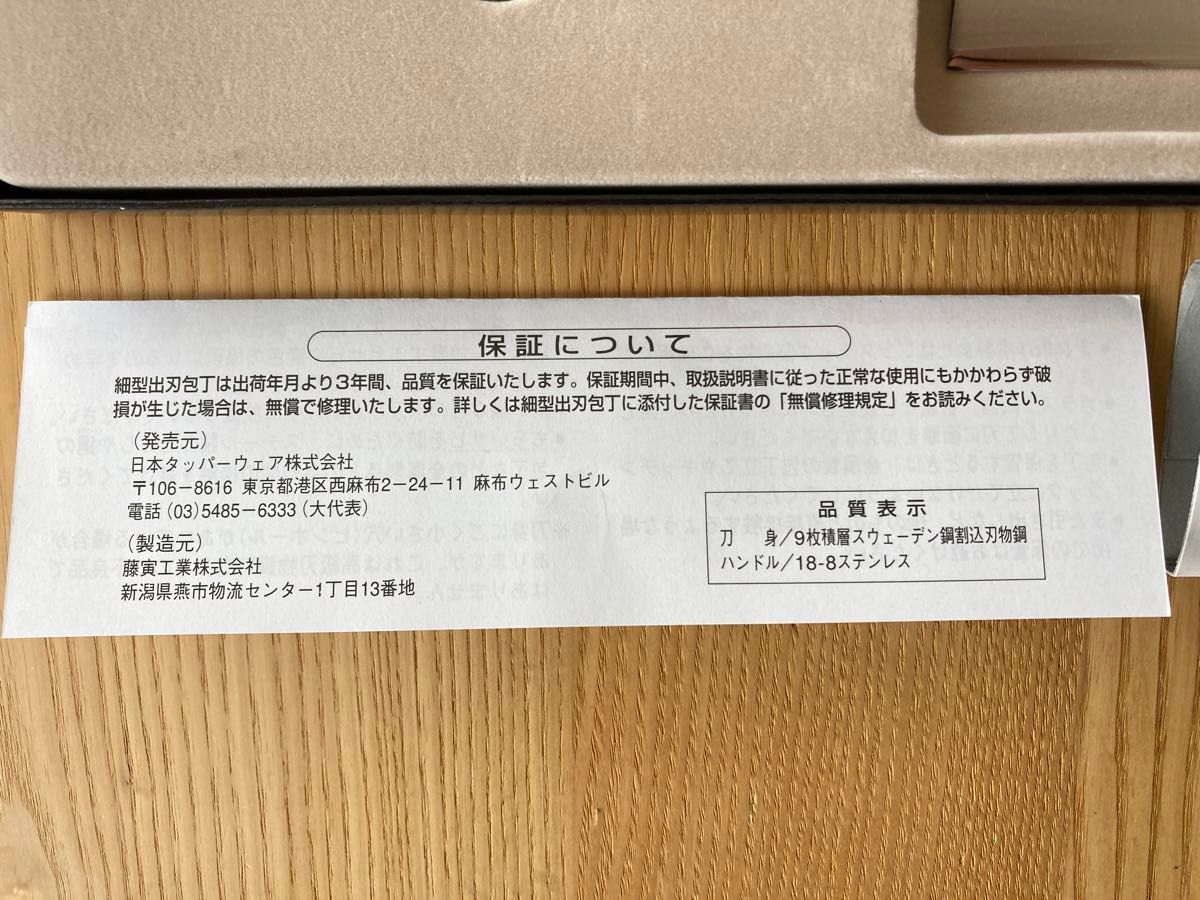 保証について
細型出刃包丁は出荷年月より3年間、品質を保証いたします。保証期間中、取扱説明書に従った正常な使用にもかかわらず破
損が生じた場合は、無償で修理いたします。詳しくは細型出刃包丁に添付した保証書の「無償修理規定」をお読みください。
（発売元）
日本タッパーウェア株式会社
〒106−8616 東京都港区西麻布2−24−11 麻布ウェストビル
電話（03）5485−6333（大代表）
（製造元）
藤寅工業株式会社
新潟県燕市物流センター1丁目13番地
品質表示
刀　身/9枚積層スウェーデン鋼割込刃物鋼
ハンドル/18-8ステンレス